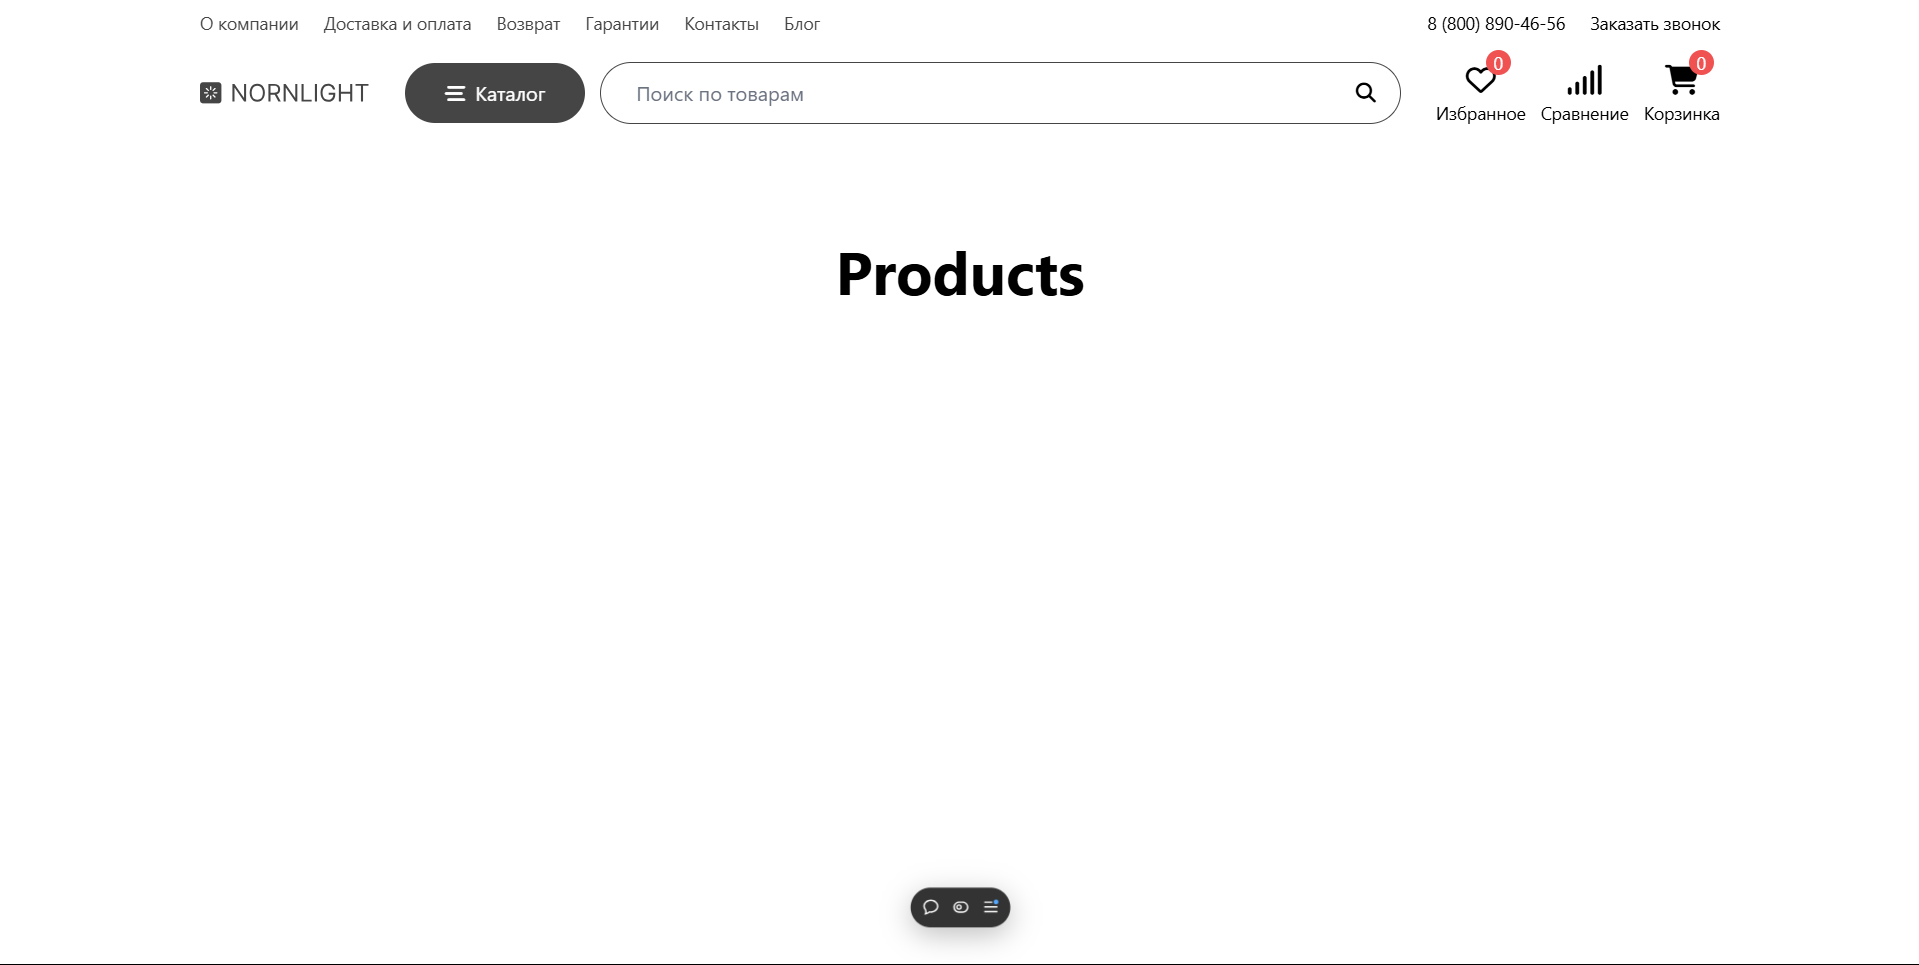 О компании Доставка и оплата Возврат Гарантии Контакты Блог 8 (800) 890-46-56 Заказать звонок
NORNLIGHT Каталог Поиск по товарам
0 0
Избранное Сравнение Корзинка
Products